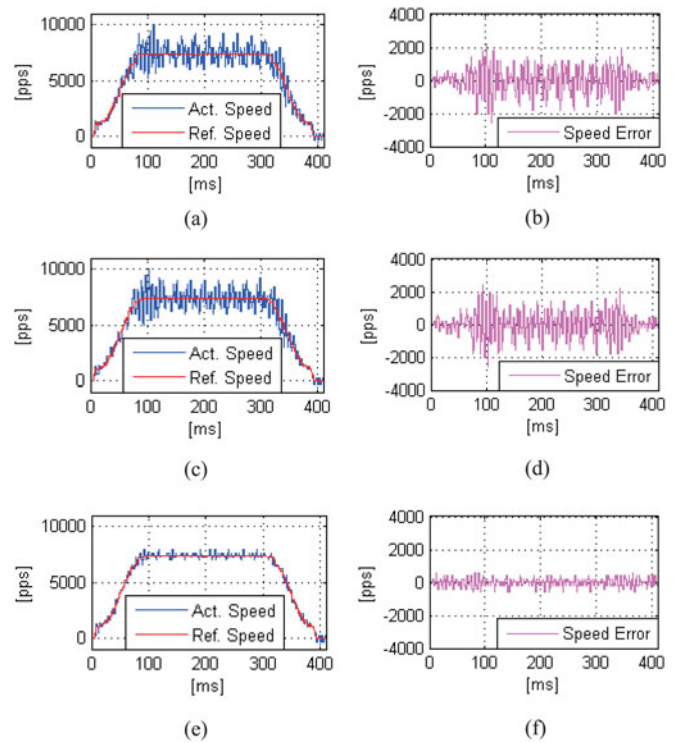 10000
5000
0
[pps]
Act. Speed
Ref. Speed
0 100 200 300 400
[ms]
(a)
4000
2000
0
-2000
-4000
[pps]
Speed Error
0 100 200 300 400
[ms]
(b)
10000
5000
0
[pps]
Act. Speed
Ref. Speed
0 100 200 300 400
[ms]
(c)
4000
2000
0
-2000
-4000
[pps]
Speed Error
0 100 200 300 400
[ms]
(d)
10000
5000
0
[pps]
Act. Speed
Ref. Speed
0 100 200 300 400
[ms]
(e)
4000
2000
0
-2000
-4000
[pps]
Speed Error
0 100 200 300 400
[ms]
(f)